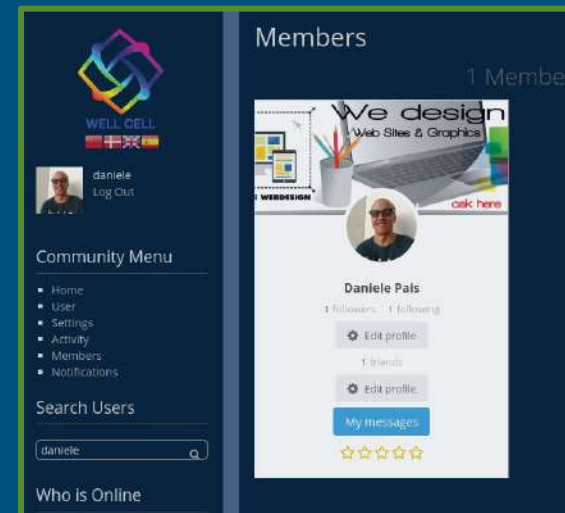 WELL CELL
daniele
Log Out
Community Menu
Home
User
Settings
Activity
Members
Notifications
Search Users
daniele
Who is Online
Members
1 Membe
We design
Web Sites & Graphics
WEBDESIGN
ask here
Daniele Pais
1 followers 1 following
Edit profile
1 friends
Edit profile
My messages